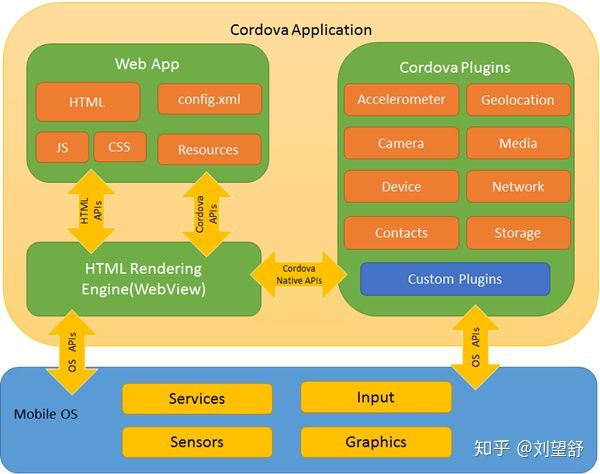 Cordova Application
Web App
HTML
config.xml
JS
CSS
Resources
HTML
APIs
Cordova
APIs
HTML Rendering
Engine(WebView)
Cordova
Native APIs
Cordova Plugins
Accelerometer
Geolocation
Camera
Media
Device
Network
Contacts
Storage
Custom Plugins
OS APIs
OS APIs
Mobile OS
Services
Input
Sensors
Graphics
知乎 @刘望舒